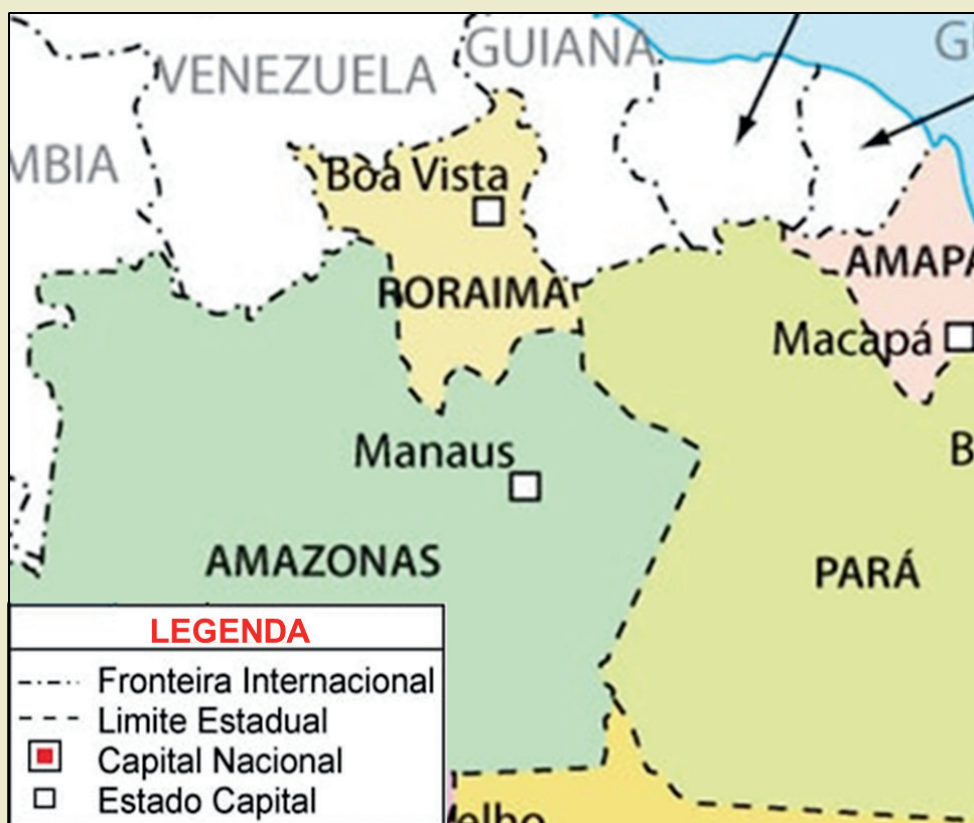 GUIANA
VENEZUELA
MBIA
Boa Vista
RORAIMA
AMAPÁ
Macapá
Manaus
B
AMAZONAS
PARÁ
LEGENDA
Fronteira Internacional
Limite Estadual
Capital Nacional
Estado Capital
elho